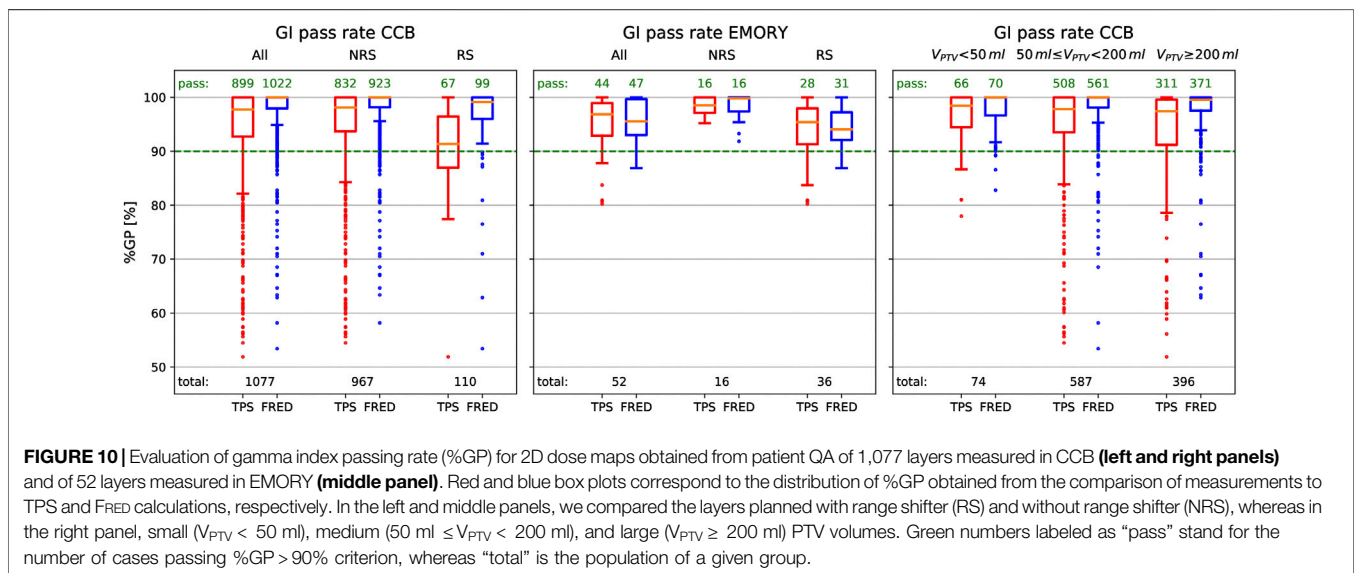 GI pass rate CCB
All NRS RS
pass: 899 1022 832 923 67 99
%GP [%]
100
90
80
70
60
50
total: 1077 967 110
TPS FRED TPS FRED TPS FRED
GI pass rate EMORY
All NRS RS
44 47 16 16 28 31
52 16 36
TPS FRED TPS FRED TPS FRED
GI pass rate CCB
V_PTV<50 ml 50 ml≤V_PTV<200 ml V_PTV≥200 ml
pass: 66 70 508 561 311 371
total: 74 587 396
TPS FRED TPS FRED TPS FRED
FIGURE 10 | Evaluation of gamma index passing rate (%GP) for 2D dose maps obtained from patient QA of 1,077 layers measured in CCB (left and right panels)
and of 52 layers measured in EMORY (middle panel). Red and blue box plots correspond to the distribution of %GP obtained from the comparison of measurements to
TPS and FRED calculations, respectively. In the left and middle panels, we compared the layers planned with range shifter (RS) and without range shifter (NRS), whereas in
the right panel, small (V_PTV < 50 ml), medium (50 ml ≤V_PTV < 200 ml), and large (V_PTV ≥ 200 ml) PTV volumes. Green numbers labeled as “pass” stand for the
number of cases passing %GP > 90% criterion, whereas “total” is the population of a given group.